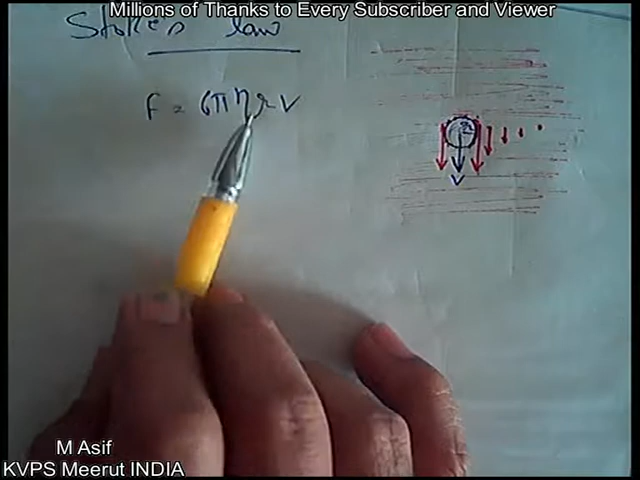 Millions of Thanks to Every Subscriber and Viewer
Stokes law
F = 6πηrv
r
v
M Asif
KVPS Meerut INDIA